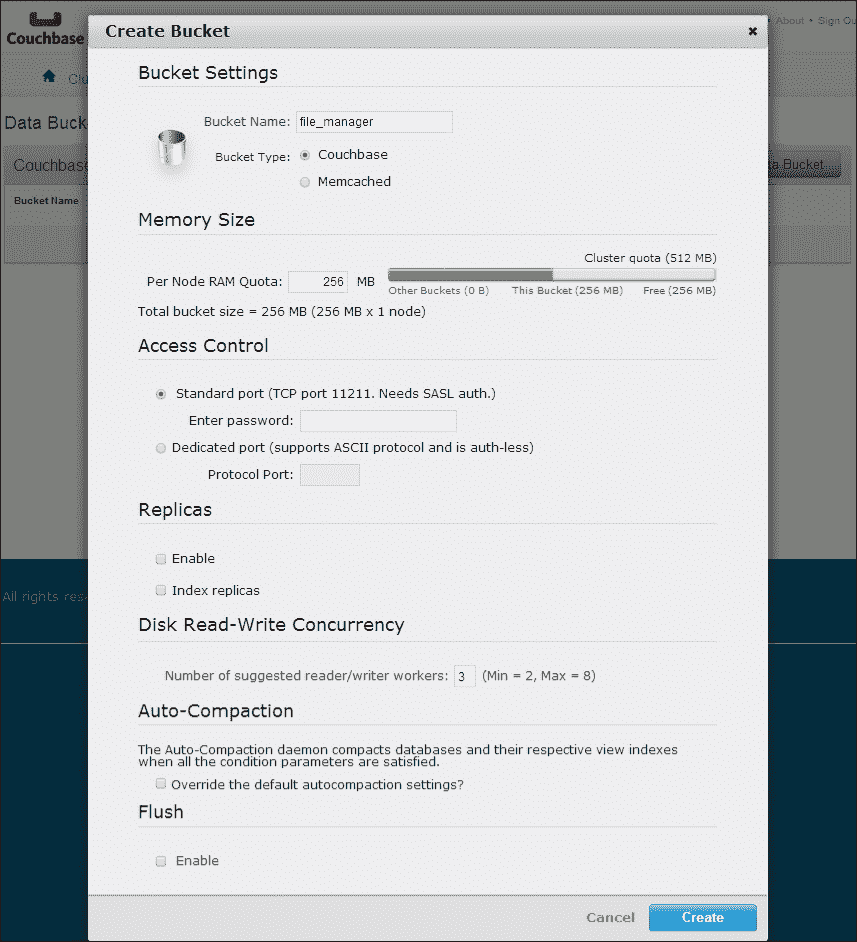 Couchbase
Create Bucket
About • Sign
Data
Couchbase
Bucket Name
Bucket
Bucket Settings
Bucket Name: file_manager
Bucket Type: Couchbase
Memcached
Memory Size
Cluster quota (512 MB)
Per Node RAM Quota: 256 MB
Other Buckets (0 B) This Bucket (256 MB) Free (256 MB)
Total bucket size = 256 MB (256 MB x 1 node)
Access Control
Standard port (TCP port 11211. Needs SASL auth.)
Enter password:
Dedicated port (supports ASCII protocol and is auth-less)
Protocol Port:
Replicas
Enable
Index replicas
All rights
Disk Read-Write Concurrency
Number of suggested reader/writer workers: 3 (Min = 2, Max = 8)
Auto-Compaction
The Auto-Compaction daemon compacts databases and their respective view indexes
when all the condition parameters are satisfied.
Override the default autocompaction settings?
Flush
Enable
Cancel Create